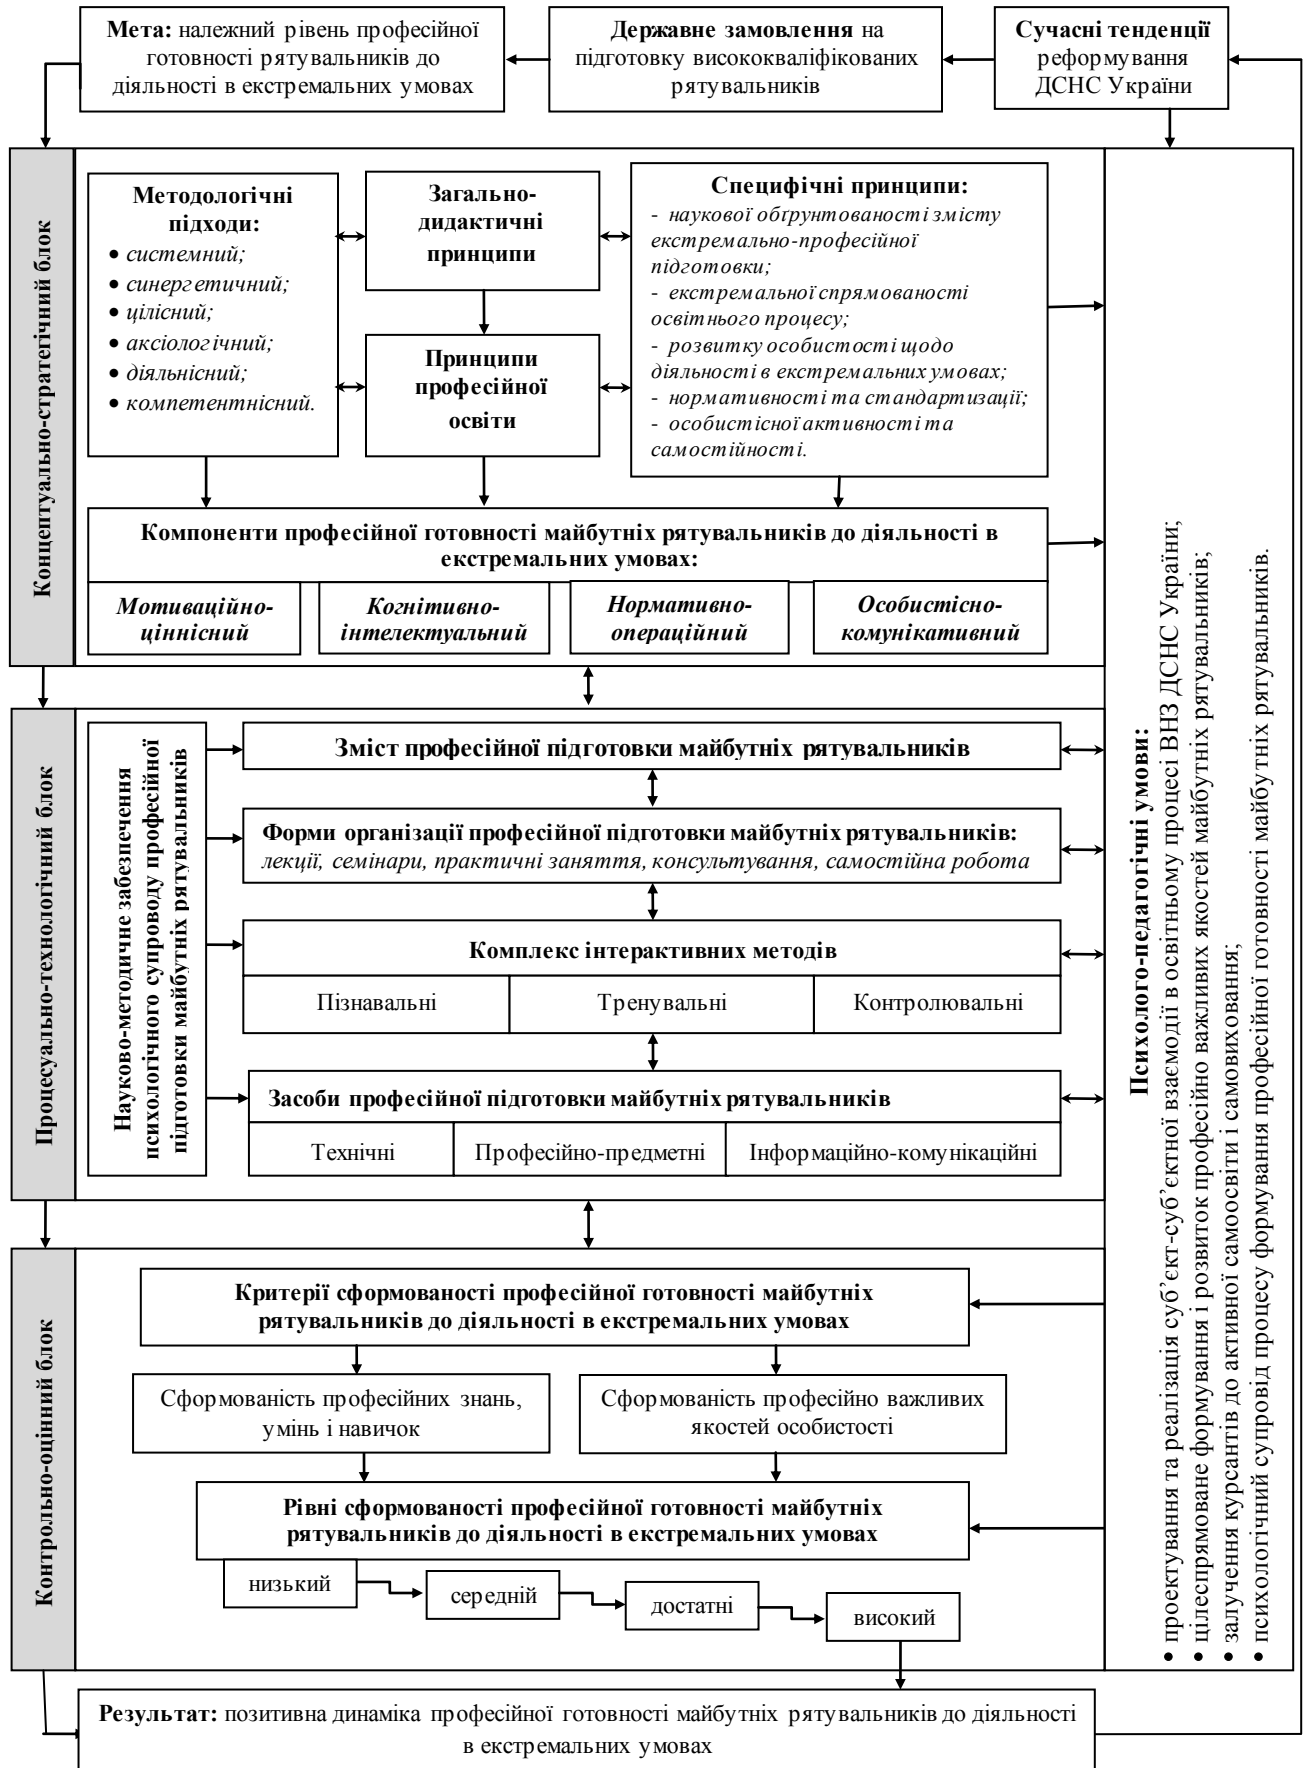 Мета: належний рівень професійної
готовності рятувальників до
діяльності в екстремальних умовах
Державне замовлення на
підготовку висококваліфікованих
рятувальників
Сучасні тенденції
реформування
ДСНС України
Концептуально-стратегічний блок
Методологічні
підходи:
• системний;
• синергетичний;
• цілісний;
• аксіологічний;
• діяльнісний;
• компетентнісний.
Загально-
дидактичні
принципи
Принципи
професійної
освіти
Специфічні принципи:
- наукової обґрунтованості змісту
екстремально-професійної
підготовки;
- екстремальної спрямованості
освітнього процесу;
- розвитку особистості щодо
діяльності в екстремальних умовах;
- нормативності та стандартизації;
- особистісної активності та
самостійності.
Компоненти професійної готовності майбутніх рятувальників до діяльності в
екстремальних умовах:
Мотиваційно-
ціннісний
Когнітивно-
інтелектуальний
Нормативно-
операційний
Особистісно-
комунікативний
Процесуально-технологічний блок
Науково-методичне забезпечення
психологічного супроводу професійної
підготовки майбутніх рятувальників
Зміст професійної підготовки майбутніх рятувальників
Форми організації професійної підготовки майбутніх рятувальників:
лекції, семінари, практичні заняття, консультування, самостійна робота
Комплекс інтерактивних методів
Пізнавальні
Тренувальні
Контролювальні
Засоби професійної підготовки майбутніх рятувальників
Технічні
Професійно-предметні
Інформаційно-комунікаційні
Контрольно-оцінний блок
Критерії сформованості професійної готовності майбутніх
рятувальників до діяльності в екстремальних умовах
Сформованість професійних знань,
умінь і навичок
Сформованість професійно важливих
якостей особистості
Рівні сформованості професійної готовності майбутніх
рятувальників до діяльності в екстремальних умовах
низький
середній
достатні
високий
Психолого-педагогічні умови:
• проектування та реалізація суб’єкт-суб’єктної взаємодії в освітньому процесі ВНЗ ДСНС України;
• цілеспрямоване формування і розвиток професійно важливих якостей майбутніх рятувальників;
• залучення курсантів до активної самоосвіти і самовиховання;
• психологічний супровід процесу формування професійної готовності майбутніх рятувальників.
Результат: позитивна динаміка професійної готовності майбутніх рятувальників до діяльності
в екстремальних умовах